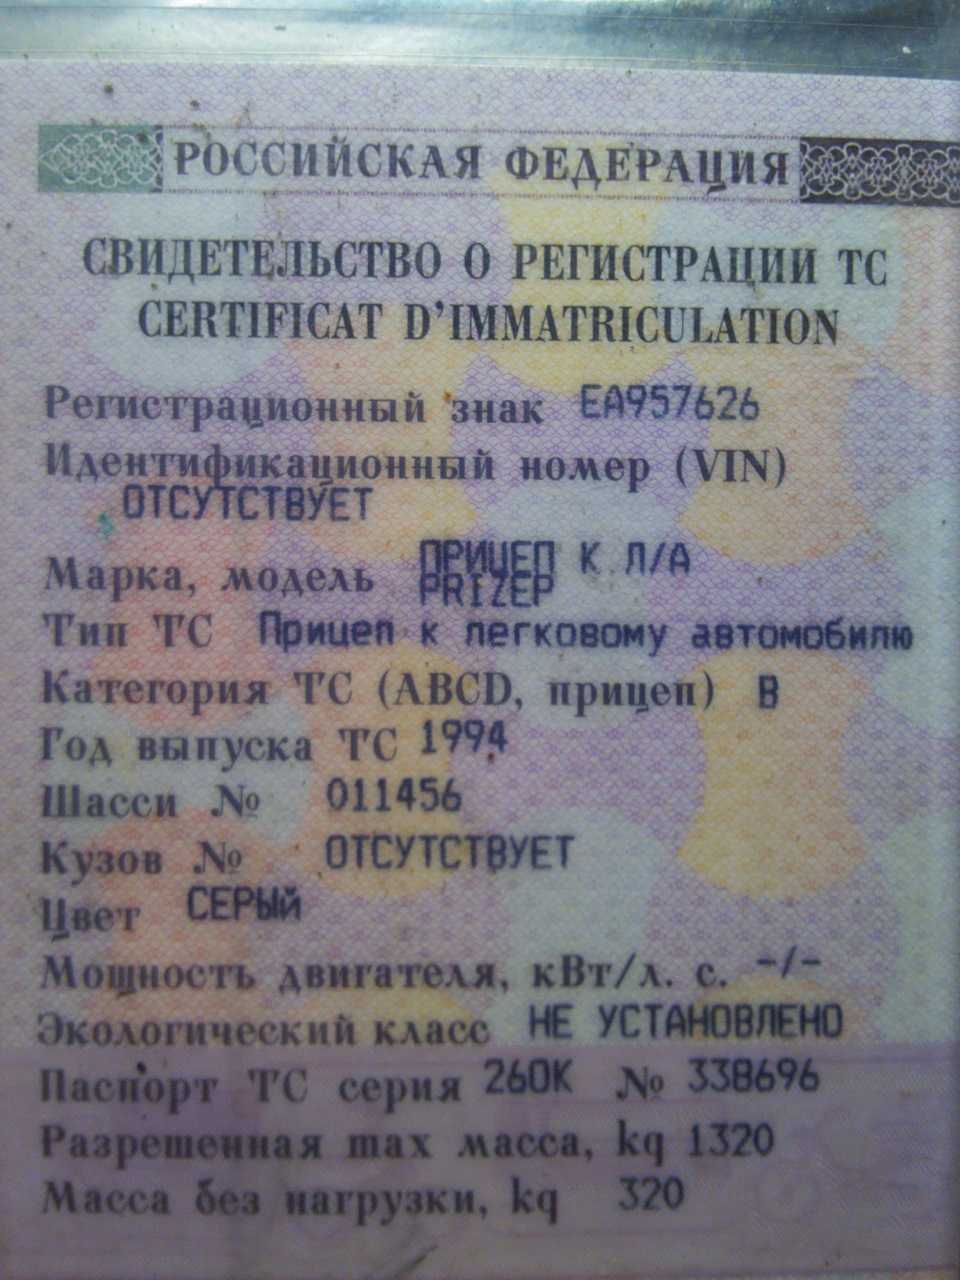 РОССИЙСКАЯ ФЕДЕРАЦИЯ
СВИДЕТЕЛЬСТВО О РЕГИСТРАЦИИ ТС
CERTIFICAT D'IMMATRICULATION
Регистрационный знак ЕА957626
Идентификационный номер (VIN)
ОТСУТСТВУЕТ
Марка, модель ПРИЦЕП К Л/А
PRIZEP
Тип ТС Прицеп к легковому автомобилю
Категория ТС (ABCD, прицеп) B
Год выпуска ТС 1994
Шасси № 011456
Кузов № ОТСУТСТВУЕТ
Цвет СЕРЫЙ
Мощность двигателя, кВт/л. с. -/-
Экологический класс НЕ УСТАНОВЛЕНО
Паспорт ТС серия 26ОК № 338696
Разрешенная max масса, kg 1320
Масса без нагрузки, kg 320